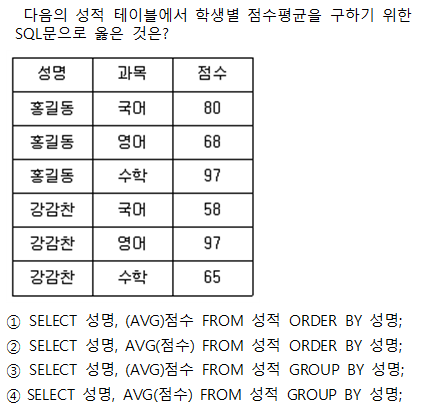 다음의 성적 테이블에서 학생별 점수평균을 구하기 위한
SQL문으로 옳은 것은?
성명 과목 점수
홍길동 국어 80
홍길동 영어 68
홍길동 수학 97
강감찬 국어 58
강감찬 영어 97
강감찬 수학 65
① SELECT 성명, (AVG)점수 FROM 성적 ORDER BY 성명;
② SELECT 성명, AVG(점수) FROM 성적 ORDER BY 성명;
③ SELECT 성명, (AVG)점수 FROM 성적 GROUP BY 성명;
④ SELECT 성명, AVG(점수) FROM 성적 GROUP BY 성명;